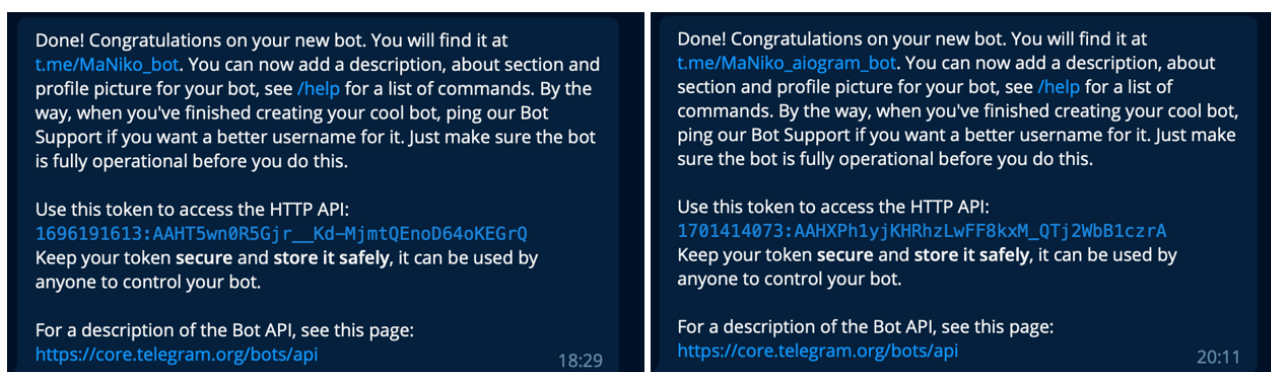 Done! Congratulations on your new bot. You will find it at
t.me/MaNiko_bot. You can now add a description, about section and
profile picture for your bot, see /help for a list of commands. By the
way, when you've finished creating your cool bot, ping our Bot
Support if you want a better username for it. Just make sure the bot
is fully operational before you do this.
Use this token to access the HTTP API:
1696191613:AAHT5wn0R5Gjr__Kd-MjmtQEnoD64oKEGrQ
Keep your token secure and store it safely, it can be used by
anyone to control your bot.
For a description of the Bot API, see this page:
https://core.telegram.org/bots/api
18:29
Done! Congratulations on your new bot. You will find it at
t.me/MaNiko_aiogram_bot. You can now add a description, about
section and profile picture for your bot, see /help for a list of
commands. By the way, when you've finished creating your cool bot,
ping our Bot Support if you want a better username for it. Just make
sure the bot is fully operational before you do this.
Use this token to access the HTTP API:
1701414073:AAHXPh1yjKHRhzLwFF8kxM_QTj2WbB1czrA
Keep your token secure and store it safely, it can be used by
anyone to control your bot.
For a description of the Bot API, see this page:
https://core.telegram.org/bots/api
20:11